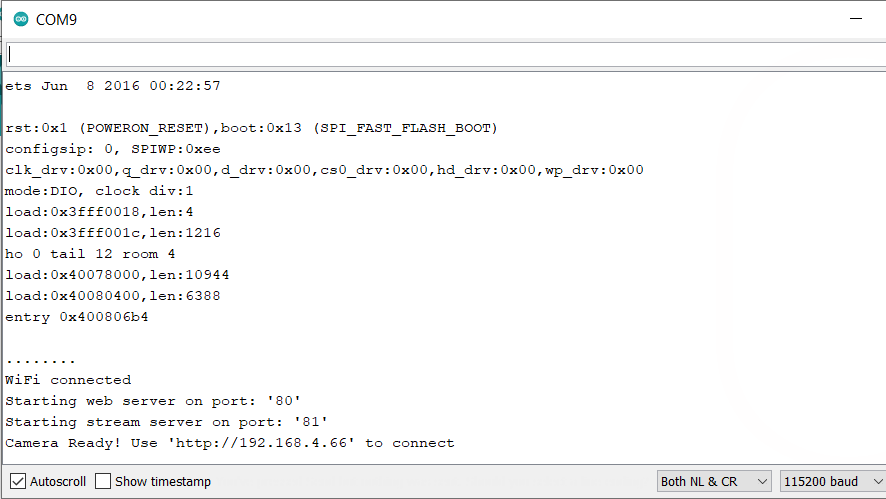 COM9
ets Jun  8 2016 00:22:57
rst:0x1 (POWERON_RESET),boot:0x13 (SPI_FAST_FLASH_BOOT)
configsip: 0, SPIWP:0xee
clk_drv:0x00,q_drv:0x00,d_drv:0x00,cs0_drv:0x00,hd_drv:0x00,wp_drv:0x00
mode:DIO, clock div:1
load:0x3fff0018,len:4
load:0x3fff001c,len:1216
ho 0 tail 12 room 4
load:0x40078000,len:10944
load:0x40080400,len:6388
entry 0x400806b4
........
WiFi connected
Starting web server on port: '80'
Starting stream server on port: '81'
Camera Ready! Use 'http://192.168.4.66' to connect
Autoscroll Show timestamp Both NL & CR 115200 baud